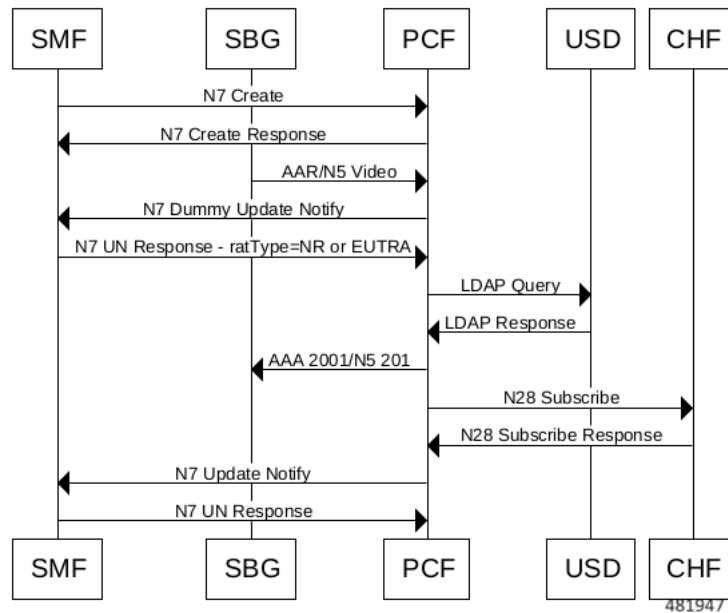 SMF SBG PCF USD CHF
N7 Create
N7 Create Response
AAR/N5 Video
N7 Dummy Update Notify
N7 UN Response - ratType=NR or EUTRA
LDAP Query
LDAP Response
AAA 2001/N5 201
N28 Subscribe
N28 Subscribe Response
N7 Update Notify
N7 UN Response
SMF SBG PCF USD CHF
481947